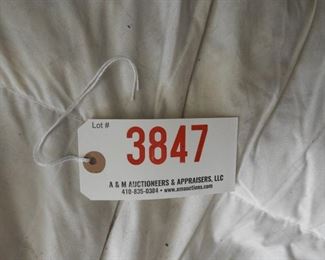 Lot #
3847
A & M AUCTIONEERS & APPRAISERS, LLC
410-835-0384 • www.amauctions.com